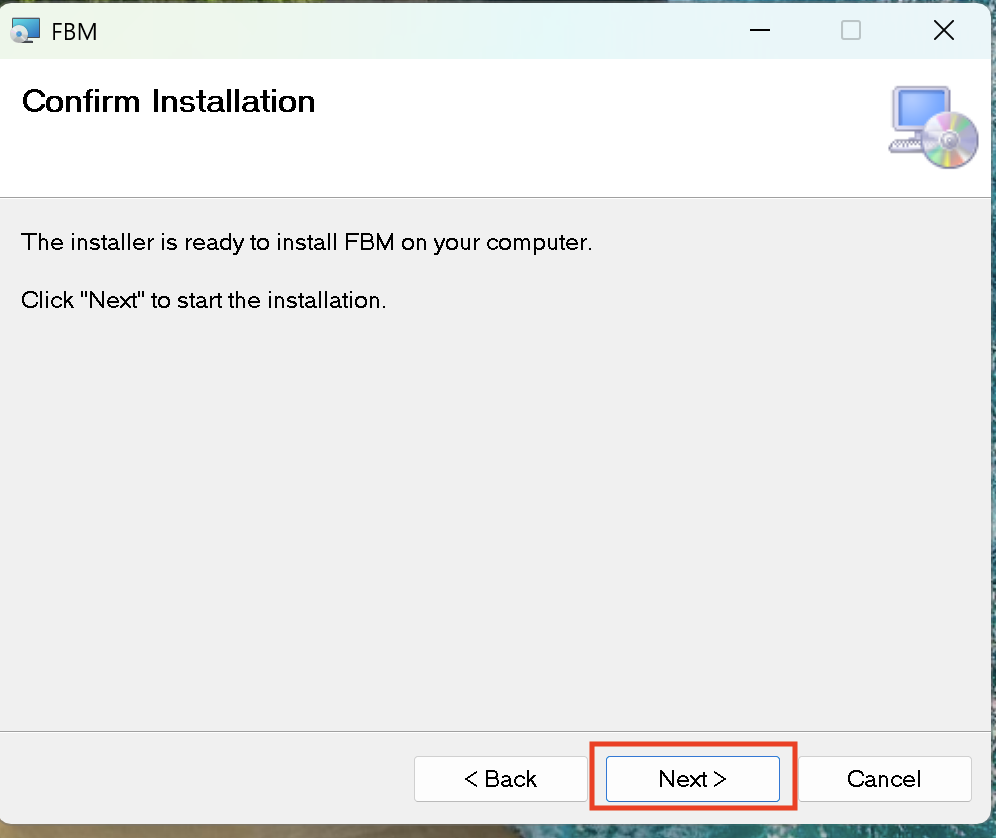 FBM
Confirm Installation
The installer is ready to install FBM on your computer.
Click "Next" to start the installation.
< Back
Next >
Cancel